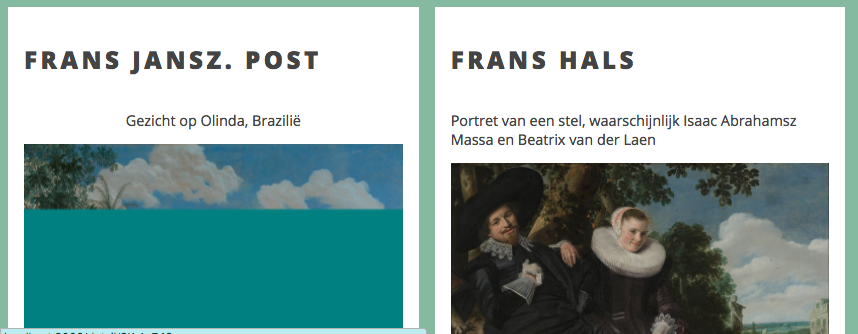 FRANS JANSZ. POST
Gezicht op Olinda, Brazilië
FRANS HALS
Portret van een stel, waarschijnlijk Isaac Abrahamsz
Massa en Beatrix van der Laen